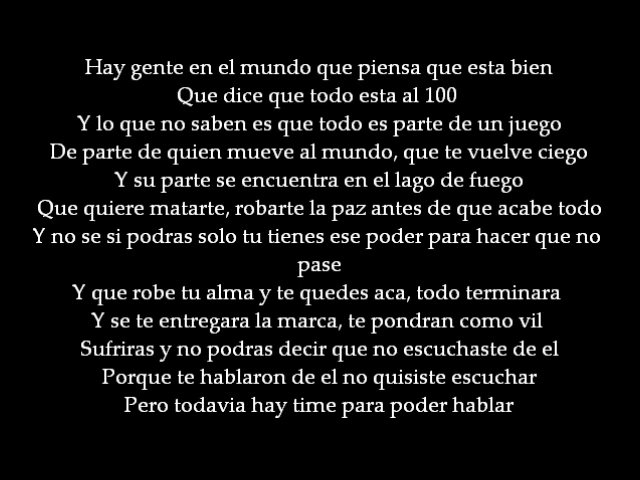 Hay gente en el mundo que piensa que esta bien
Que dice que todo esta al 100
Y lo que no saben es que todo es parte de un juego
De parte de quien mueve al mundo, que te vuelve ciego
Y su parte se encuentra en el lago de fuego
Que quiere matarte, robarte la paz antes de que acabe todo
Y no se si podras solo tu tienes ese poder para hacer que no
pase
Y que robe tu alma y te quedes aca, todo terminara
Y se te entregara la marca, te pondran como vil
Sufriras y no podras decir que no escuchaste de el
Porque te hablaron de el no quisiste escuchar
Pero todavia hay time para poder hablar